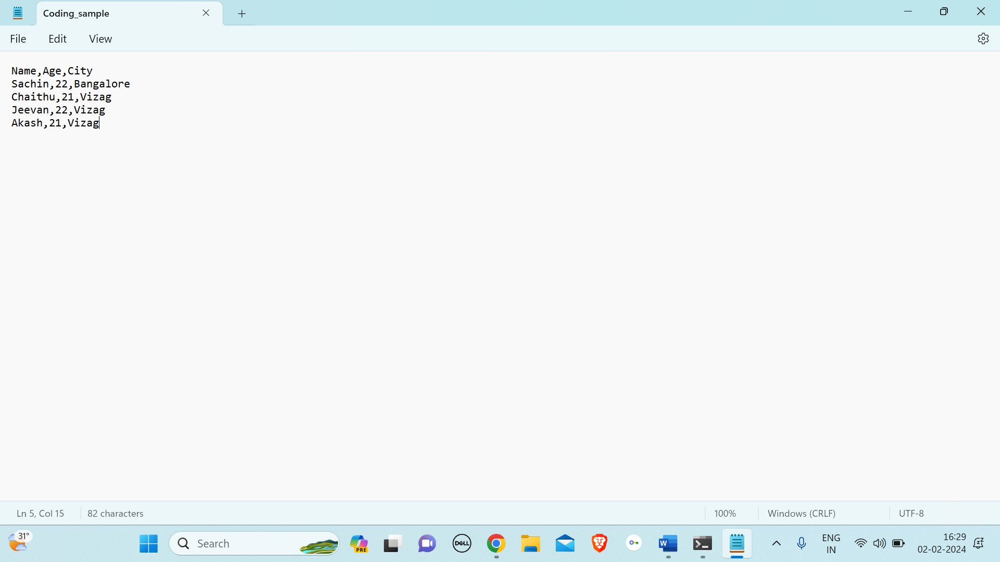 Coding_sample
File Edit View
Name,Age,City
Sachin,22,Bangalore
Chaithu,21,Vizag
Jeevan,22,Vizag
Akash,21,Vizag
Ln 5, Col 15 82 characters 100% Windows (CRLF) UTF-8
31° Search PRE DELL W ENG 16:29
IN 02-02-2024